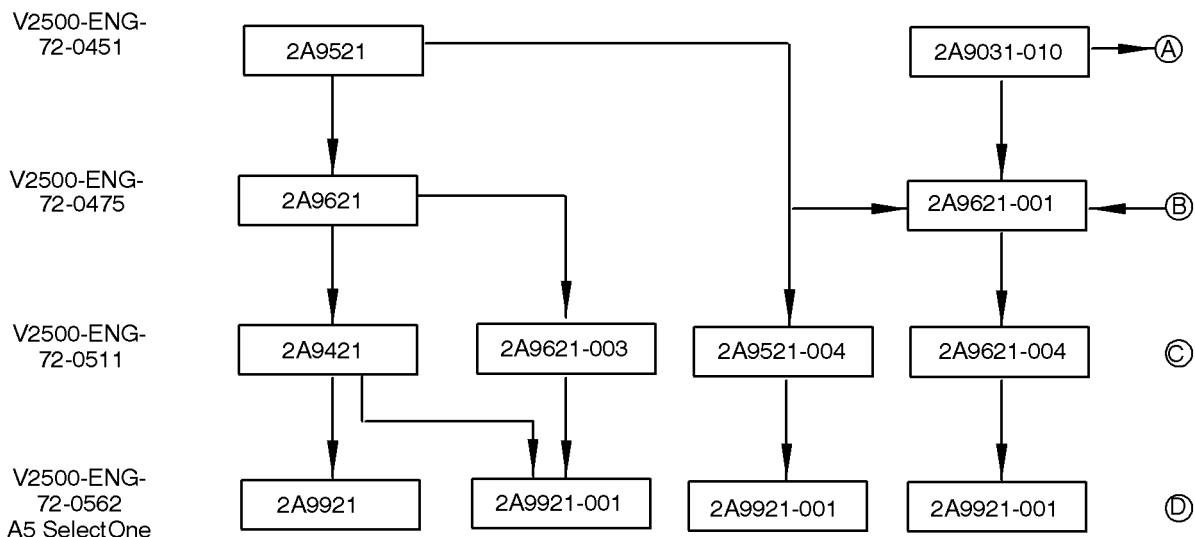 V2500-ENG-
72-0451
2A9521
2A9031-010
A
V2500-ENG-
72-0475
2A9621
2A9621-001
B
V2500-ENG-
72-0511
2A9421
2A9621-003
2A9521-004
2A9621-004
C
V2500-ENG-
72-0562
A5 SelectOne
2A9921
2A9921-001
2A9921-001
2A9921-001
D